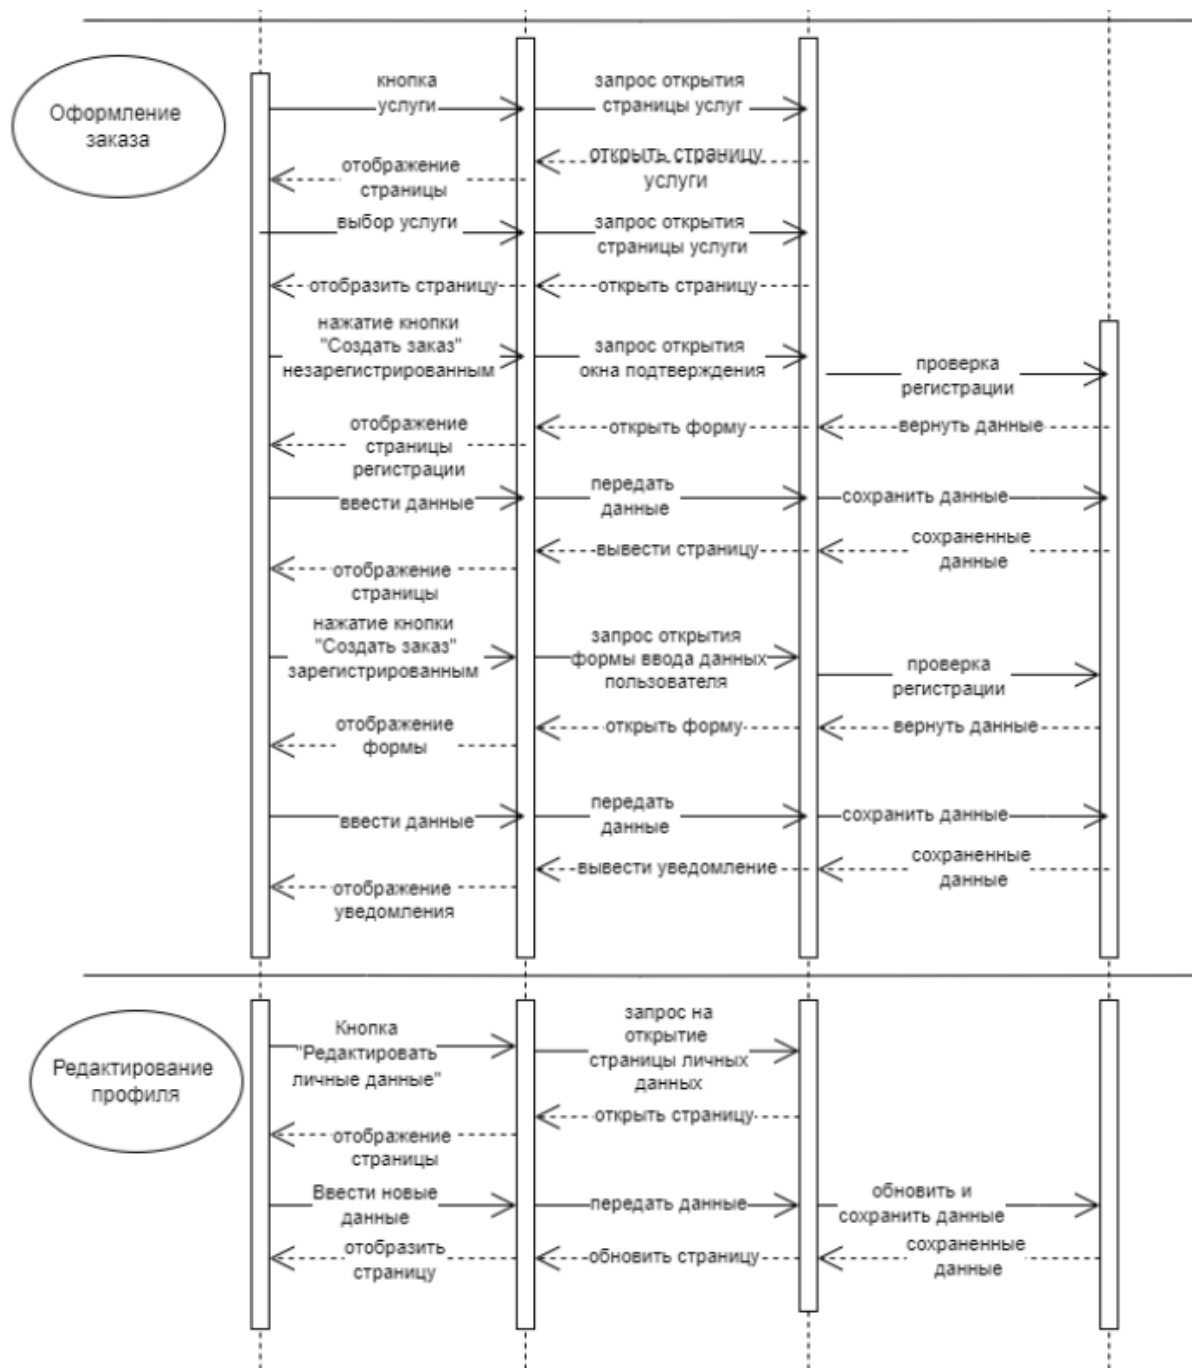 Оформление
заказа
кнопка
услуги
запрос открытия
страницы услуг
открыть страницу
услуги
отображение
страницы
выбор услуги
запрос открытия
страницы услуги
отобразить страницу
открыть страницу
нажатие кнопки
"Создать заказ"
незарегистрированным
запрос открытия
окна подтверждения
проверка
регистрации
вернуть данные
открыть форму
отображение
страницы
регистрации
ввести данные
передать
данные
сохранить данные
сохраненные
данные
вывести страницу
отображение
страницы
нажатие кнопки
"Создать заказ"
зарегистрированным
запрос открытия
формы ввода данных
пользователя
проверка
регистрации
вернуть данные
открыть форму
отображение
формы
ввести данные
передать
данные
сохранить данные
сохраненные
данные
вывести уведомление
отображение
уведомления
Редактирование
профиля
Кнопка
"Редактировать
личные данные"
запрос на
открытие
страницы личных
данных
открыть страницу
отображение
страницы
Ввести новые
данные
передать данные
обновить и
сохранить данные
сохраненные
данные
обновить страницу
отобразить
страницу